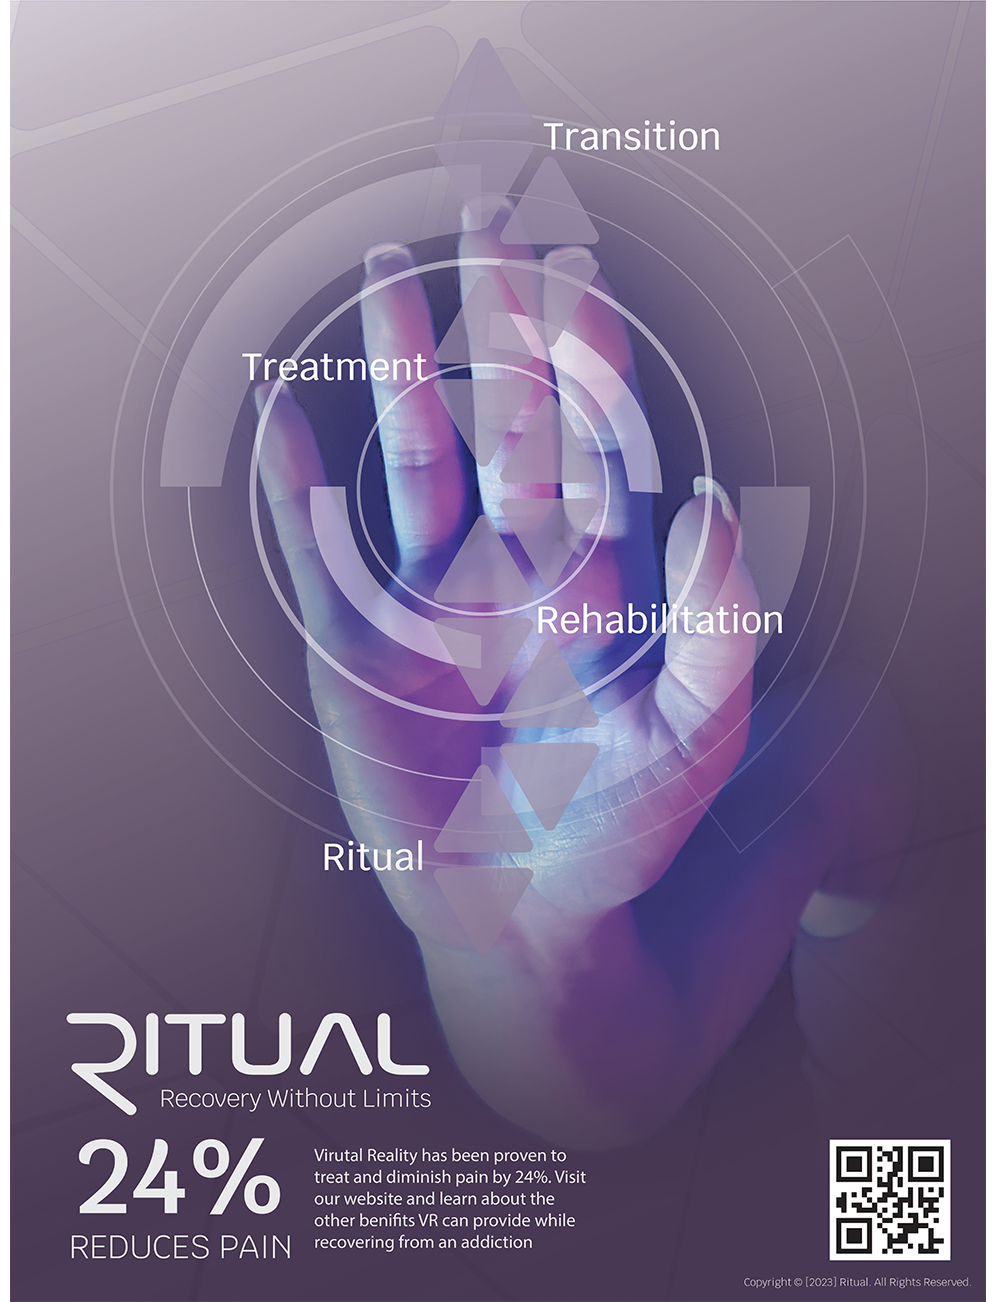 Transition
Treatment
Rehabilitation
Ritual
RITUAL
Recovery Without Limits
24%
REDUCES PAIN
Virutal Reality has been proven to
treat and diminish pain by 24%. Visit
our website and learn about the
other benifits VR can provide while
recovering from an addiction
Copyright © [2023] Ritual. All Rights Reserved.